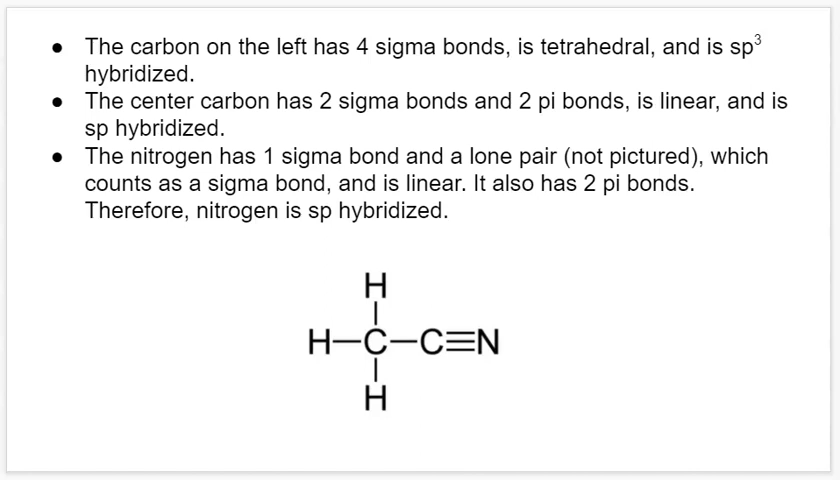 ● The carbon on the left has 4 sigma bonds, is tetrahedral, and is sp³
hybridized.
● The center carbon has 2 sigma bonds and 2 pi bonds, is linear, and is
sp hybridized.
● The nitrogen has 1 sigma bond and a lone pair (not pictured), which
counts as a sigma bond, and is linear. It also has 2 pi bonds.
Therefore, nitrogen is sp hybridized.
H
H—C—C≡N
H